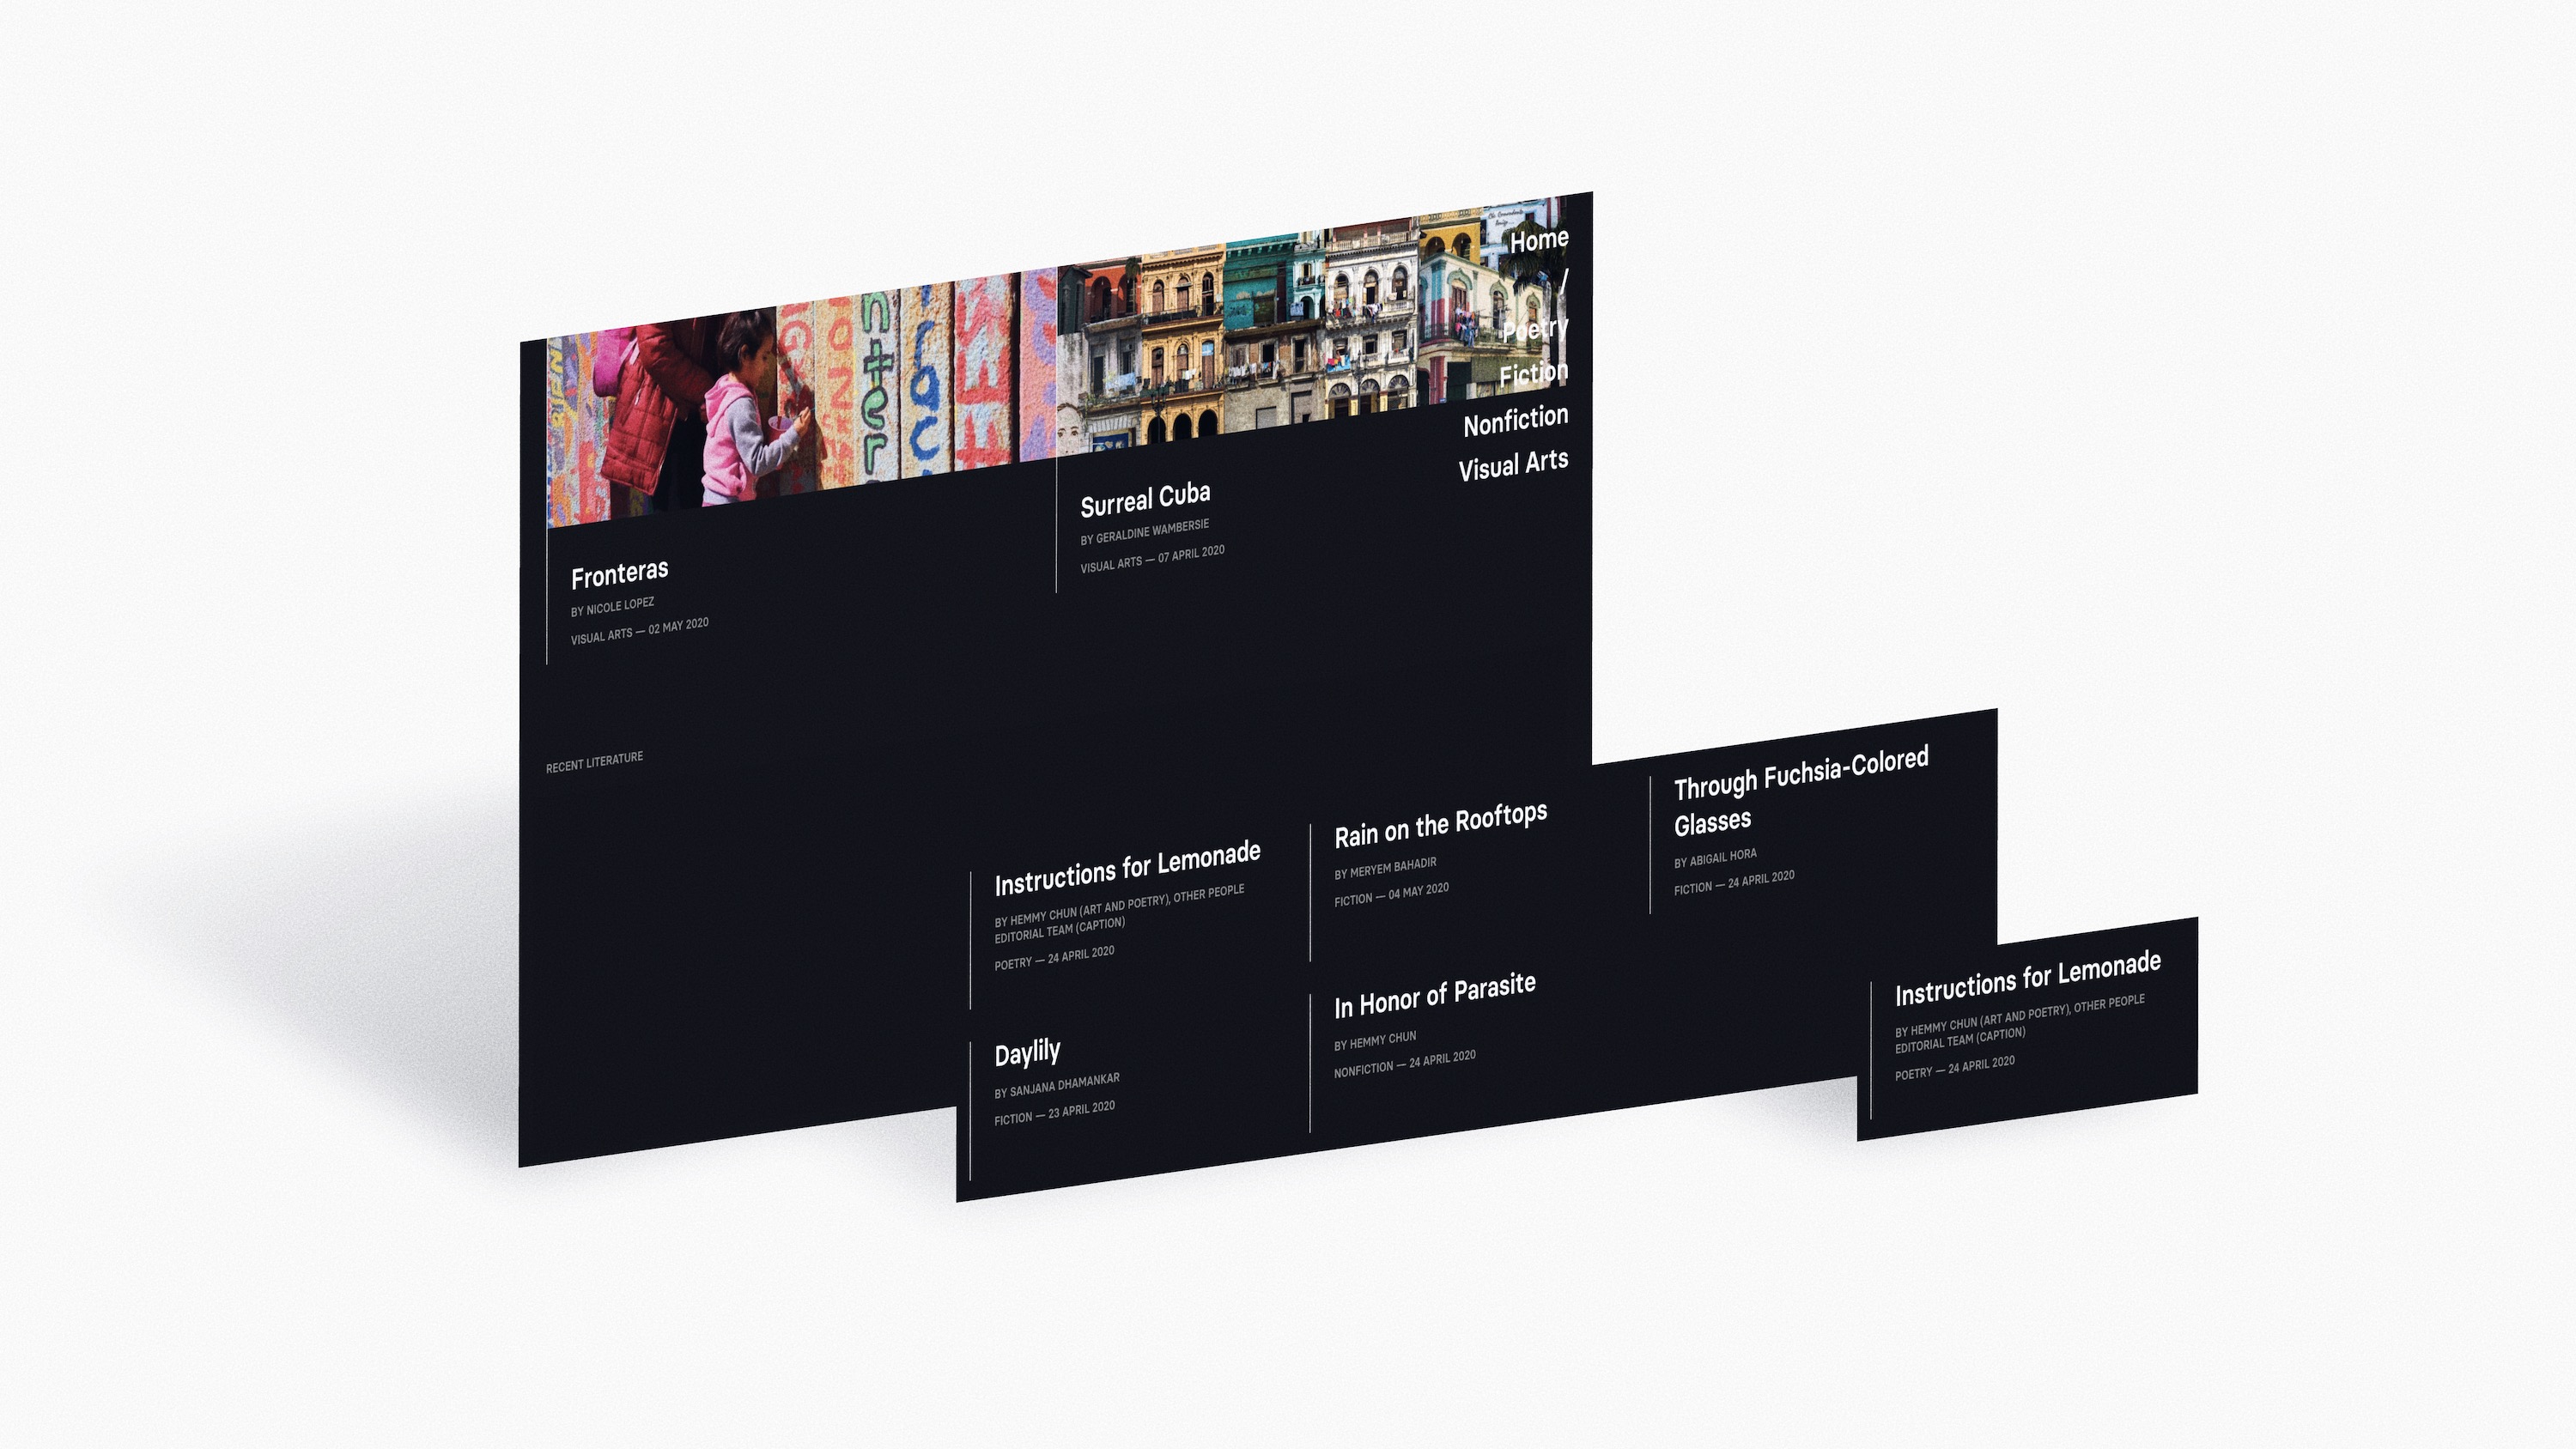 Home
/
Poetry
Fiction
Nonfiction
Visual Arts
Surreal Cuba
BY GERALDINE WAMBERSIE
VISUAL ARTS — 07 APRIL 2020
Fronteras
BY NICOLE LOPEZ
VISUAL ARTS — 02 MAY 2020
RECENT LITERATURE
Instructions for Lemonade
BY HEMMY CHUN (ART AND POETRY), OTHER PEOPLE
EDITORIAL TEAM (CAPTION)
POETRY — 24 APRIL 2020
Rain on the Rooftops
BY MERYEM BAHADIR
FICTION — 04 MAY 2020
Through Fuchsia-Colored
Glasses
BY ABIGAIL HORA
FICTION — 24 APRIL 2020
Daylily
BY SANJANA DHAMANKAR
FICTION — 23 APRIL 2020
In Honor of Parasite
BY HEMMY CHUN
NONFICTION — 24 APRIL 2020
Instructions for Lemonade
BY HEMMY CHUN (ART AND POETRY), OTHER PEOPLE
EDITORIAL TEAM (CAPTION)
POETRY — 24 APRIL 2020